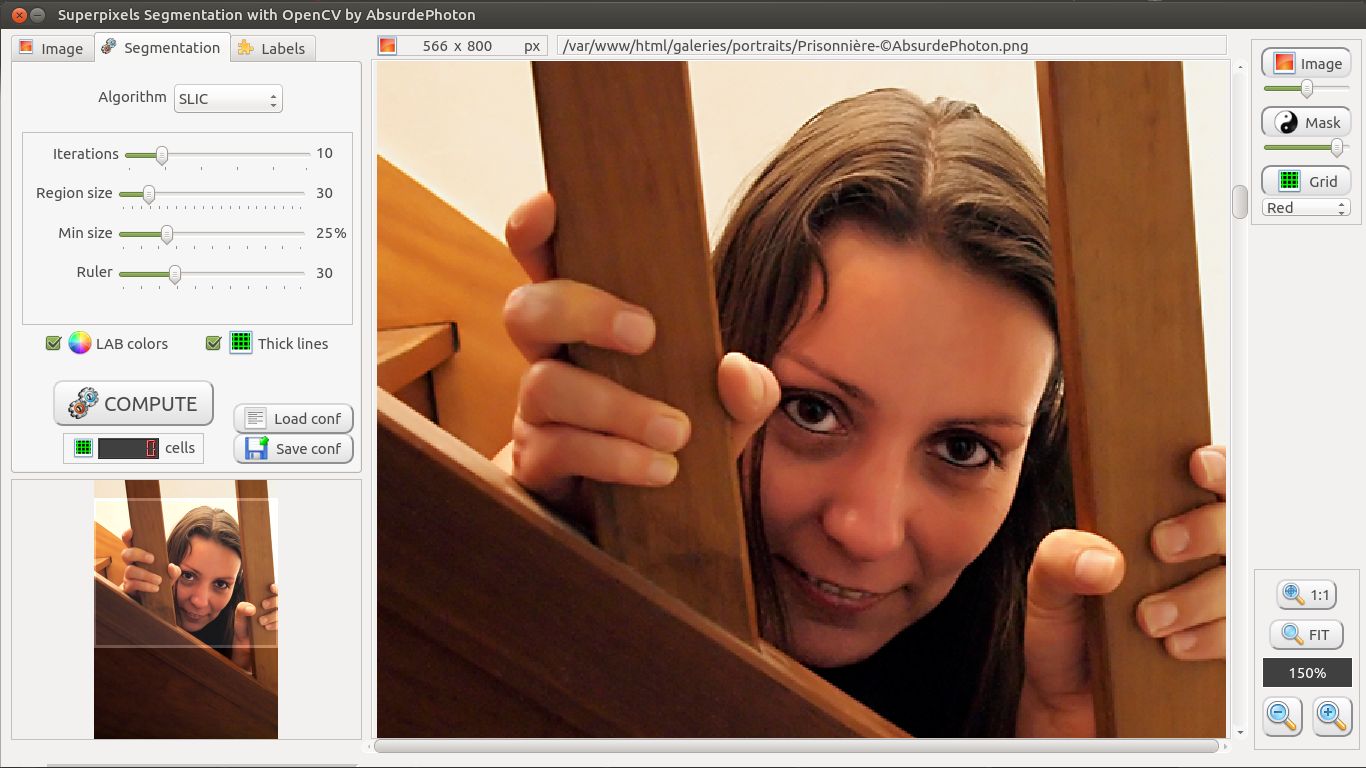 Superpixels Segmentation with OpenCV by AbsurdePhoton
Image
Segmentation
Labels
566 x 800 px
/var/www/html/galeries/portraits/Prisonnière-©AbsurdePhoton.png
Algorithm
SLIC
Iterations
10
Region size
30
Min size
25%
Ruler
30
LAB colors
Thick lines
COMPUTE
Load conf
0 cells
Save conf
Image
Mask
Grid
Red
1:1
FIT
150%